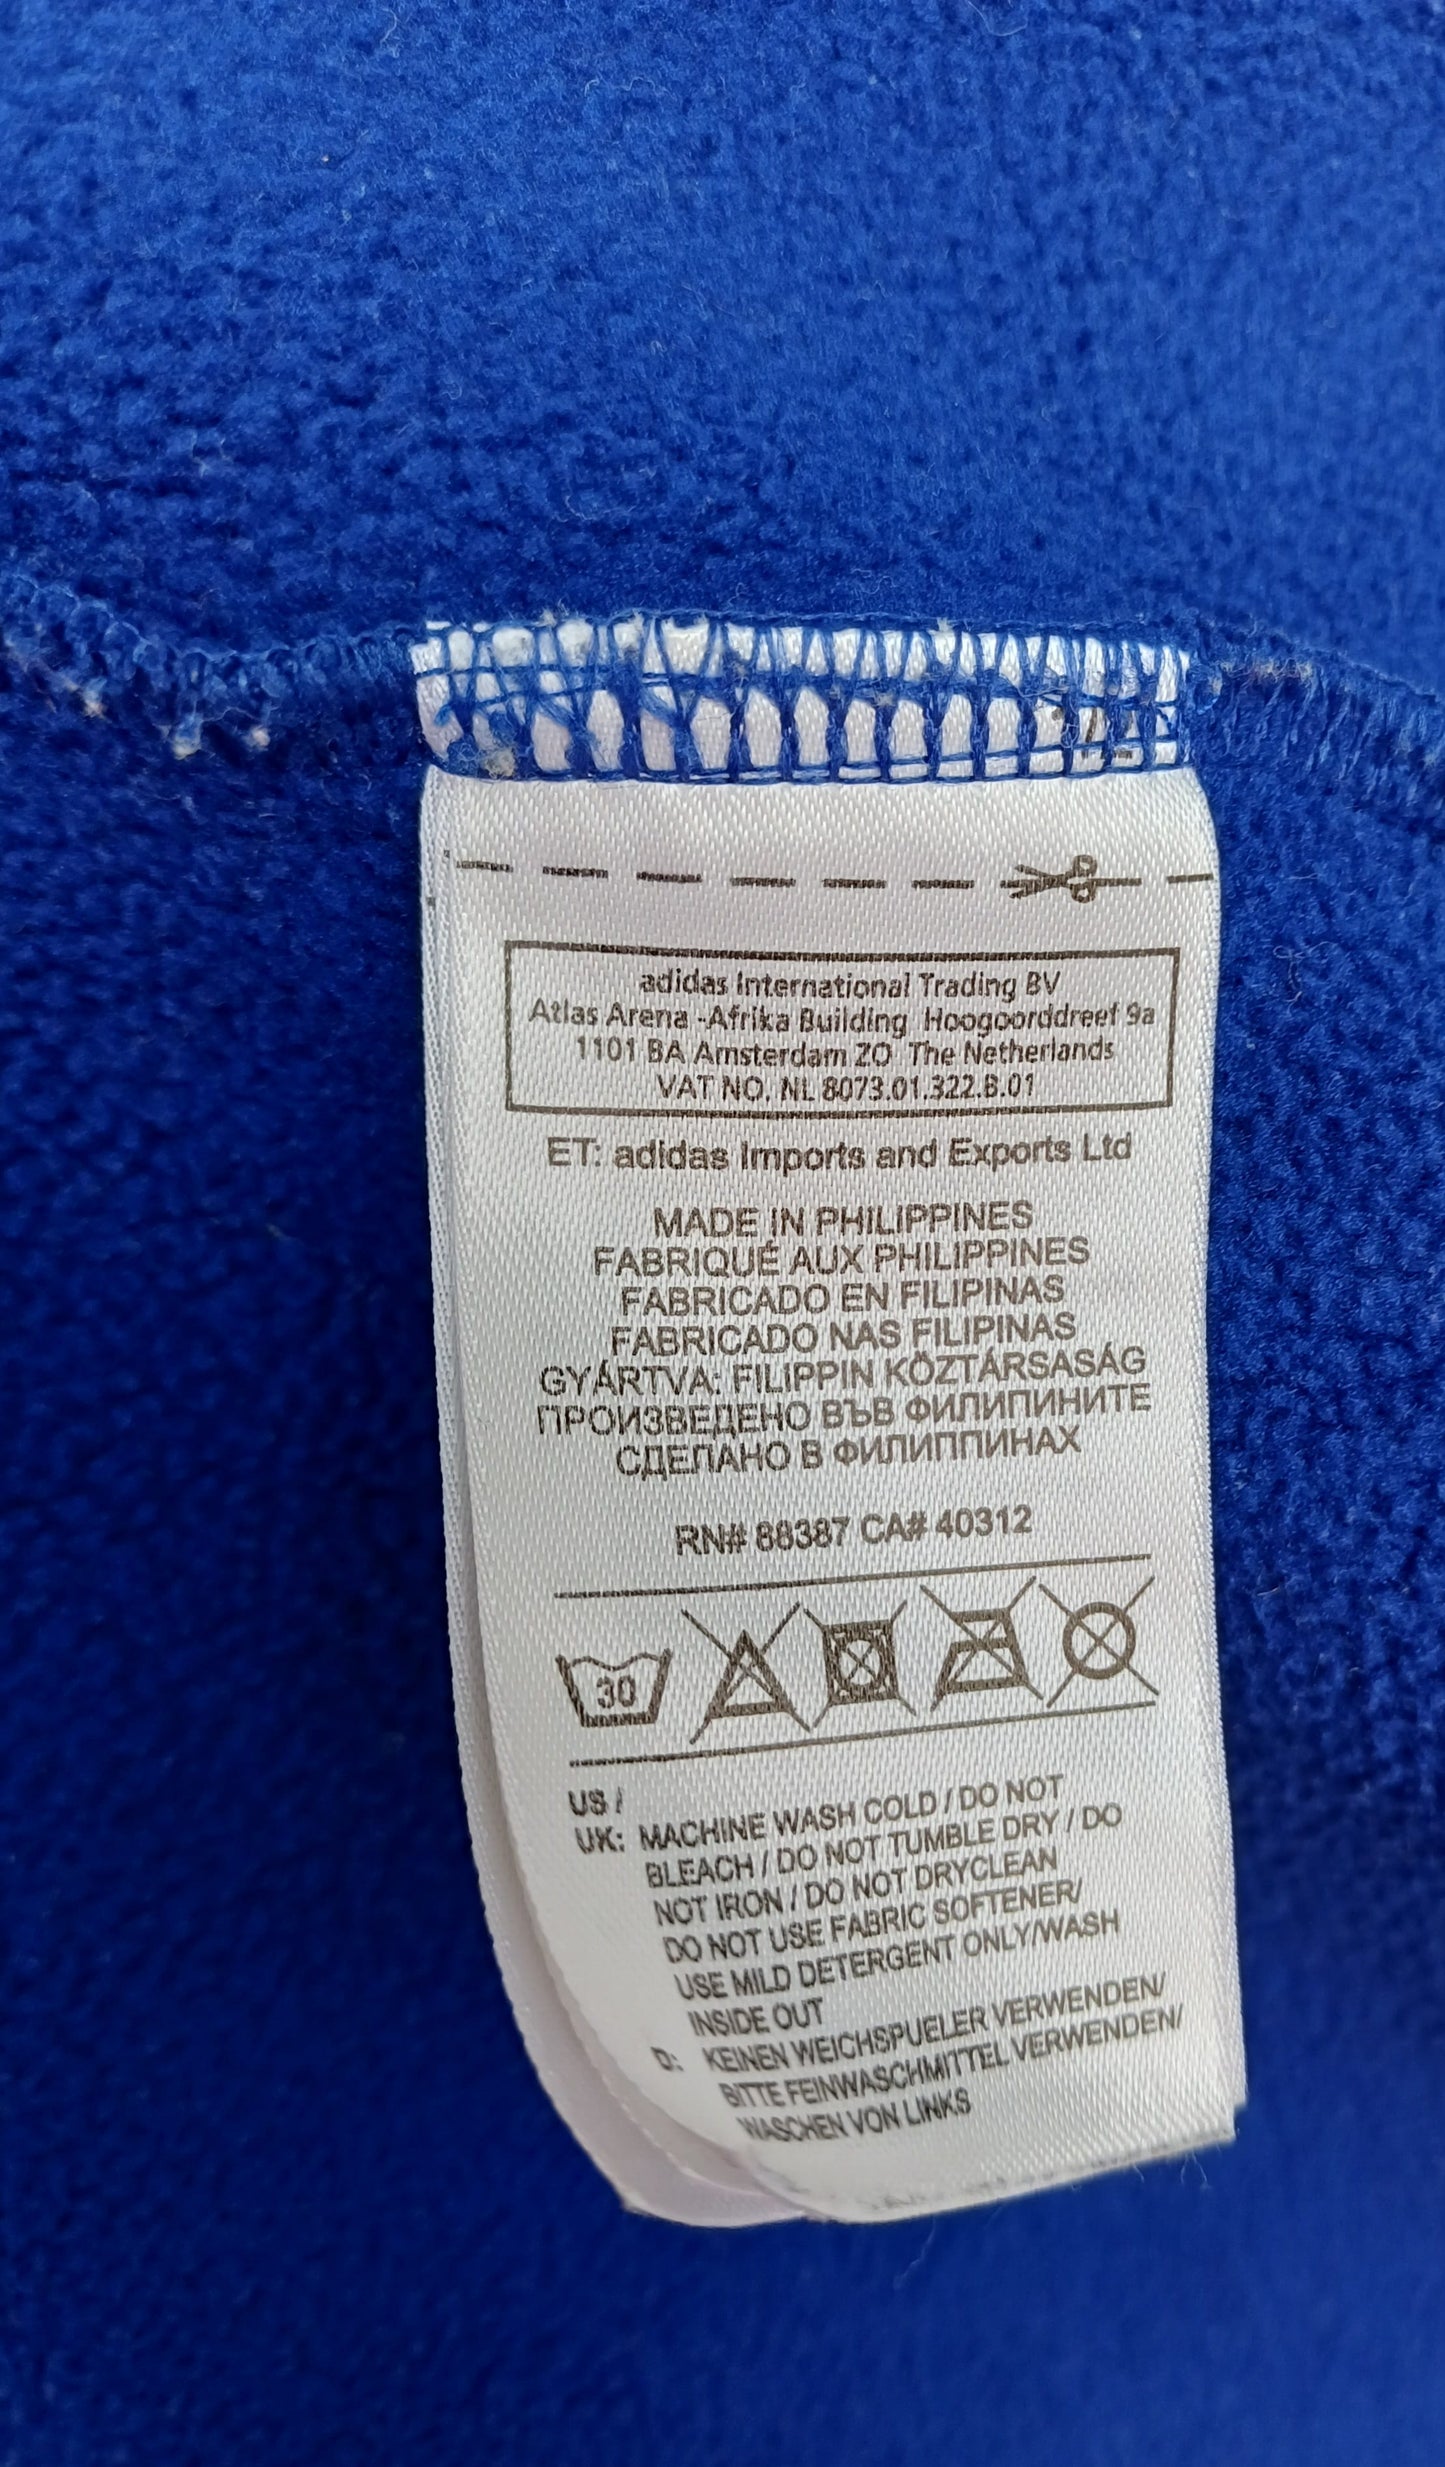 adidas International Trading BV
Atlas Arena -Afrika Building Hoogoorddreef 9a
1101 BA Amsterdam ZO The Netherlands
VAT NO. NL 8073.01.322.B.01
ET: adidas Imports and Exports Ltd
MADE IN PHILIPPINES
FABRIQUÉ AUX PHILIPPINES
FABRICADO EN FILIPINAS
FABRICADO NAS FILIPINAS
GYÁRTVA: FILIPPIN KÖZTÁRSASÁG
ПРОИЗВЕДЕНО ВЪВ ФИЛИПИНИТЕ
СДЕЛАНО В ФИЛИППИНАХ
RN# 88387 CA# 40312
30
US /
UK: MACHINE WASH COLD / DO NOT
BLEACH / DO NOT TUMBLE DRY / DO
NOT IRON / DO NOT DRYCLEAN
DO NOT USE FABRIC SOFTENER/
USE MILD DETERGENT ONLY/WASH
INSIDE OUT
D: KEINEN WEICHSPUELER VERWENDEN/
BITTE FEINWASCHMITTEL VERWENDEN/
WASCHEN VON LINKS